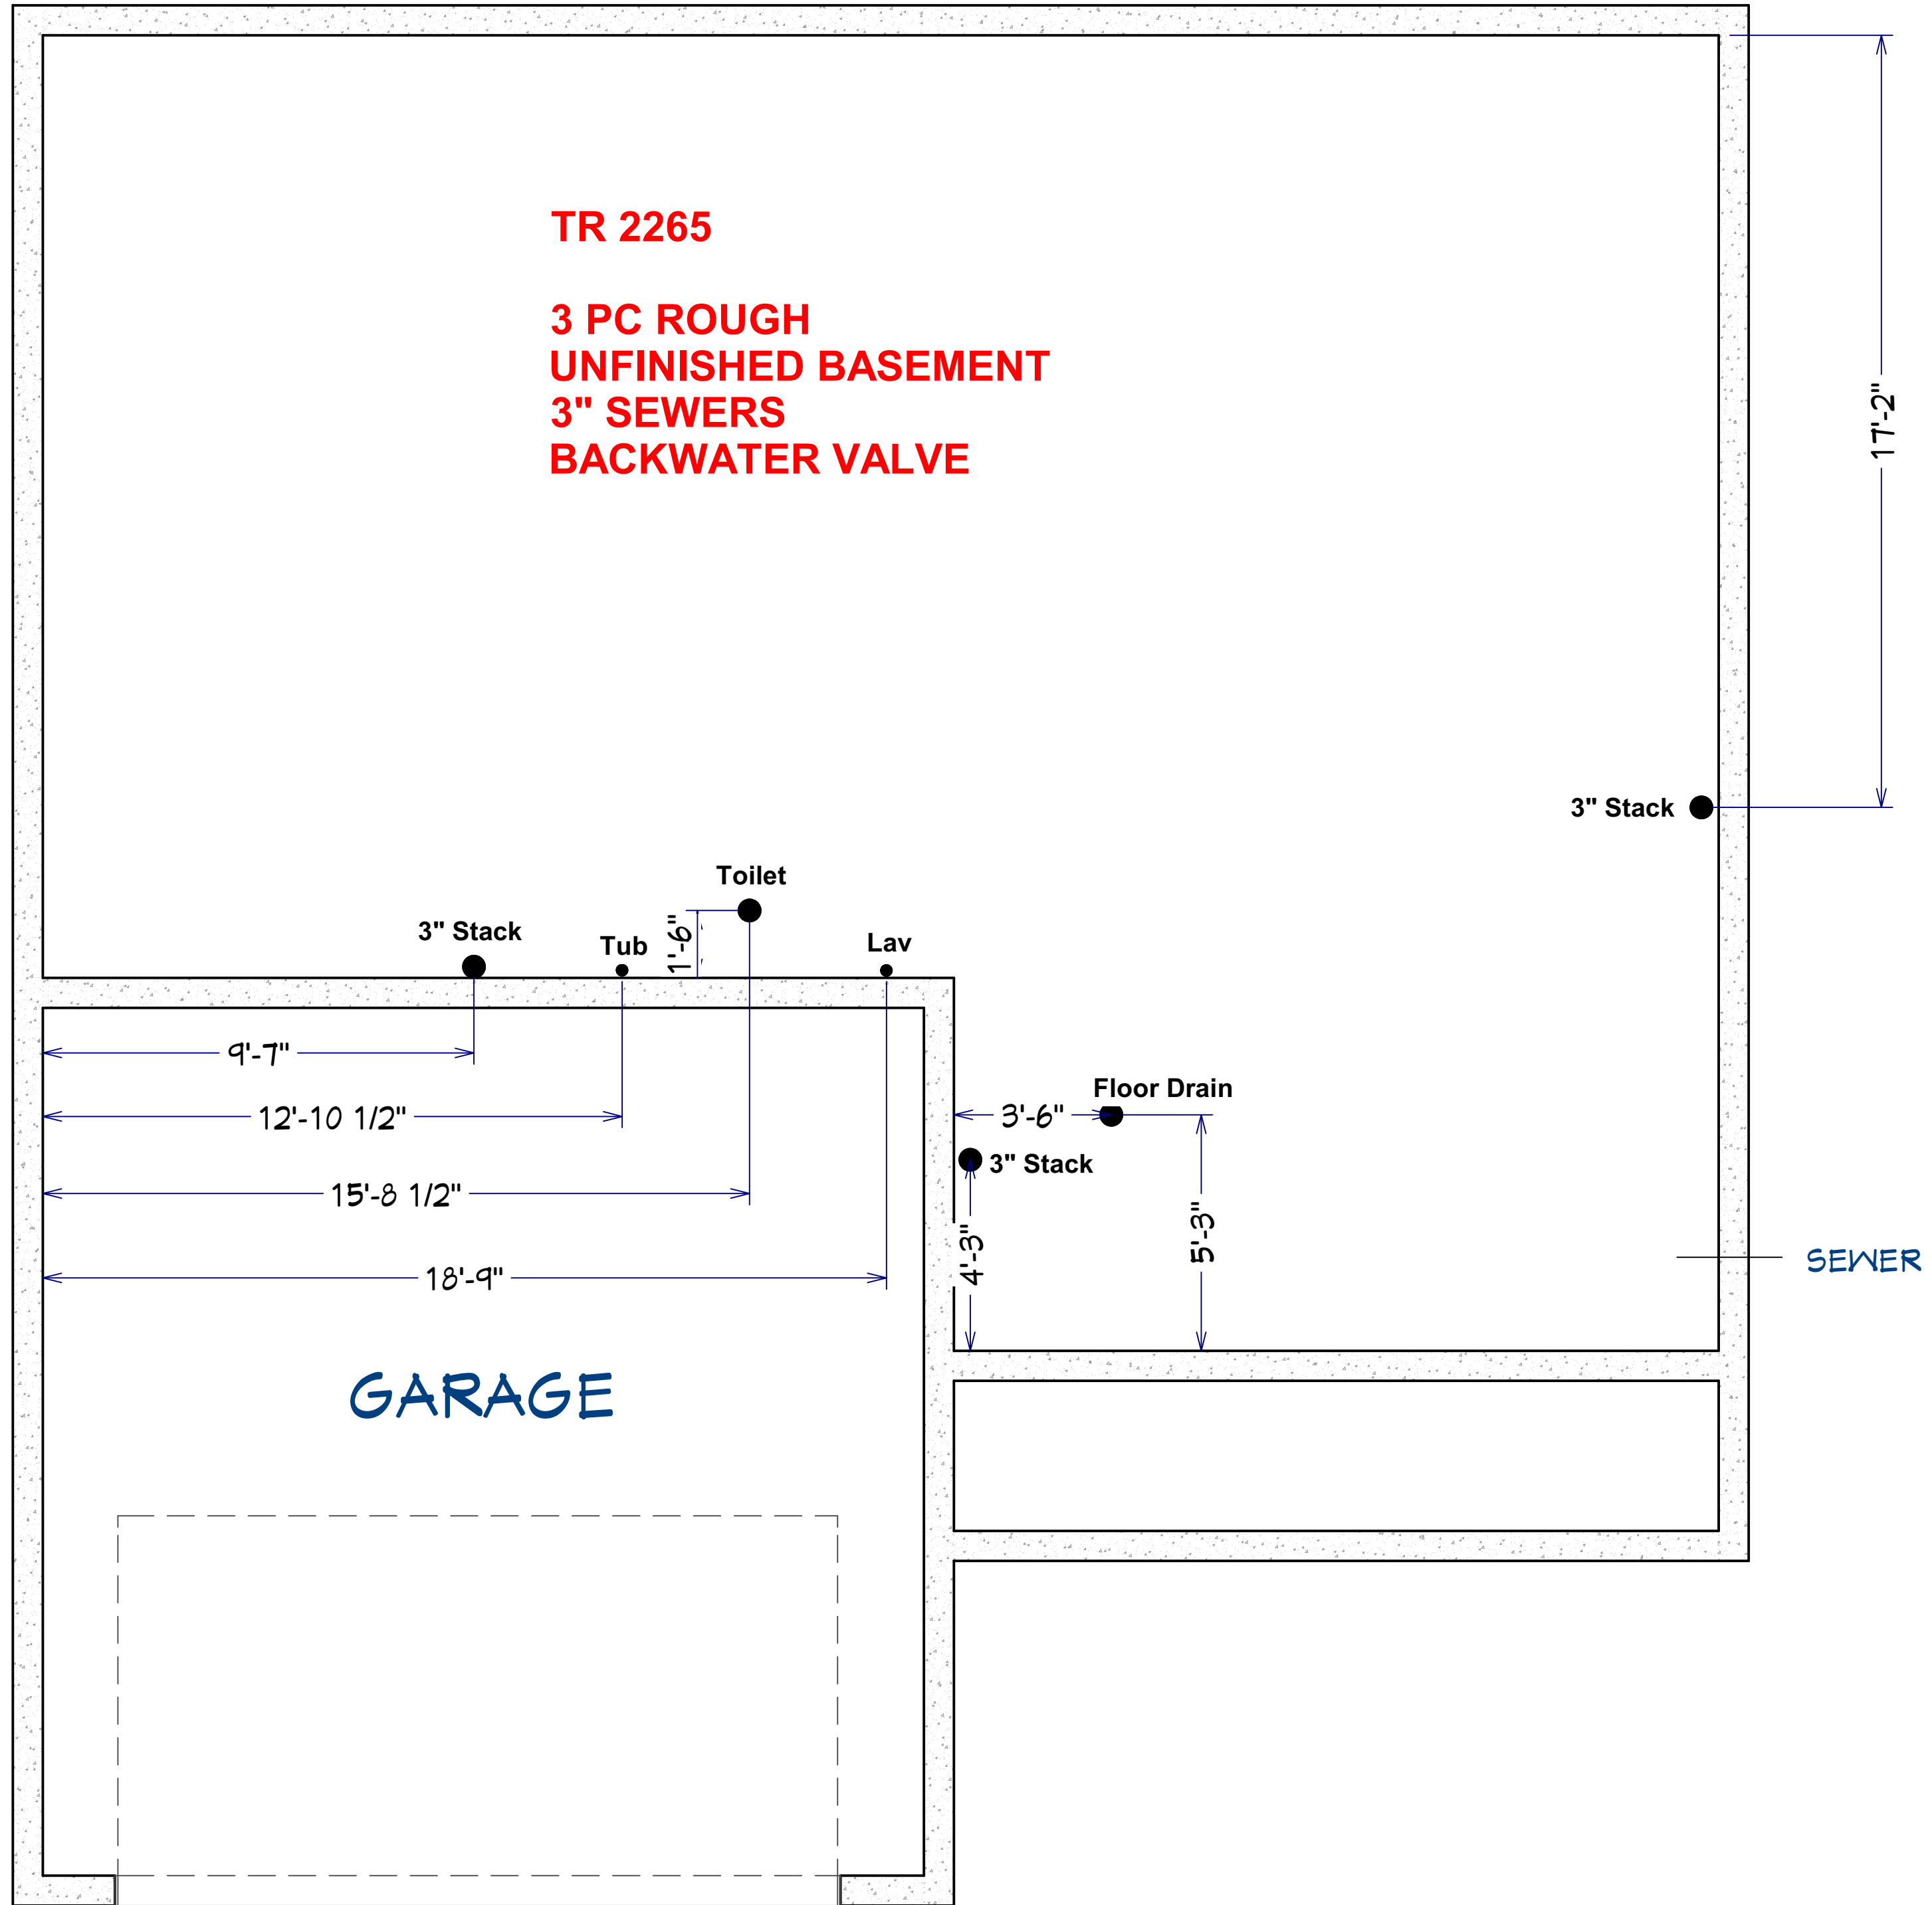 TR 2265
3 PC ROUGH
UNFINISHED BASEMENT
3" SEWERS
BACKWATER VALVE
17'-2"
3" Stack
Toilet
3" Stack
Tub
1'-6"
Lav
9'-7"
12'-10 1/2"
15'-8 1/2"
18'-9"
Floor Drain
3'-6"
3" Stack
4'-3"
5'-3"
SEWER
GARAGE